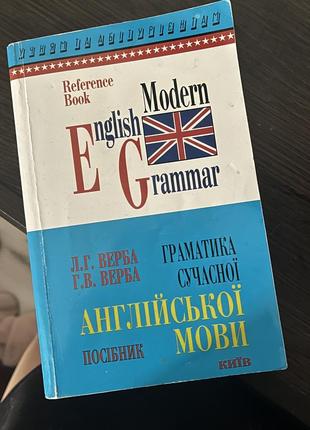 Reference
Book
Modern
English
Grammar
Л.Г. ВЕРБА
Г.В. ВЕРБА
ГРАМАТИКА
СУЧАСНОЇ
АНГЛІЙСЬКОЇ
МОВИ
ПОСІБНИК
КИЇВ